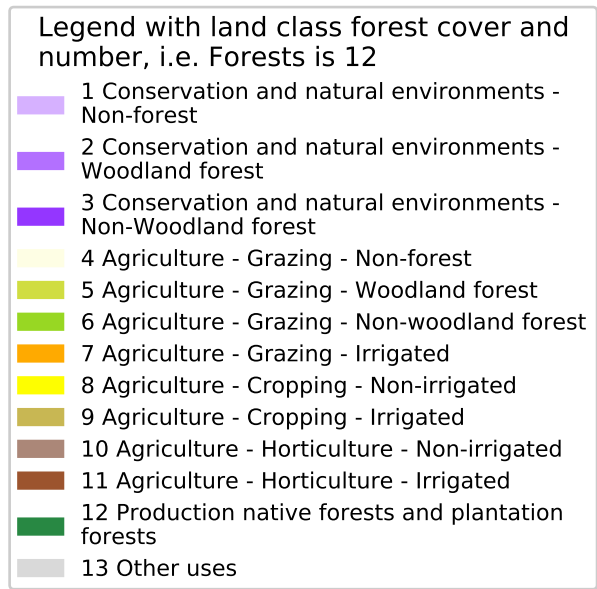 Legend with land class forest cover and
number, i.e. Forests is 12
1 Conservation and natural environments -
Non-forest
2 Conservation and natural environments -
Woodland forest
3 Conservation and natural environments -
Non-Woodland forest
4 Agriculture - Grazing - Non-forest
5 Agriculture - Grazing - Woodland forest
6 Agriculture - Grazing - Non-woodland forest
7 Agriculture - Grazing - Irrigated
8 Agriculture - Cropping - Non-irrigated
9 Agriculture - Cropping - Irrigated
10 Agriculture - Horticulture - Non-irrigated
11 Agriculture - Horticulture - Irrigated
12 Production native forests and plantation
forests
13 Other uses